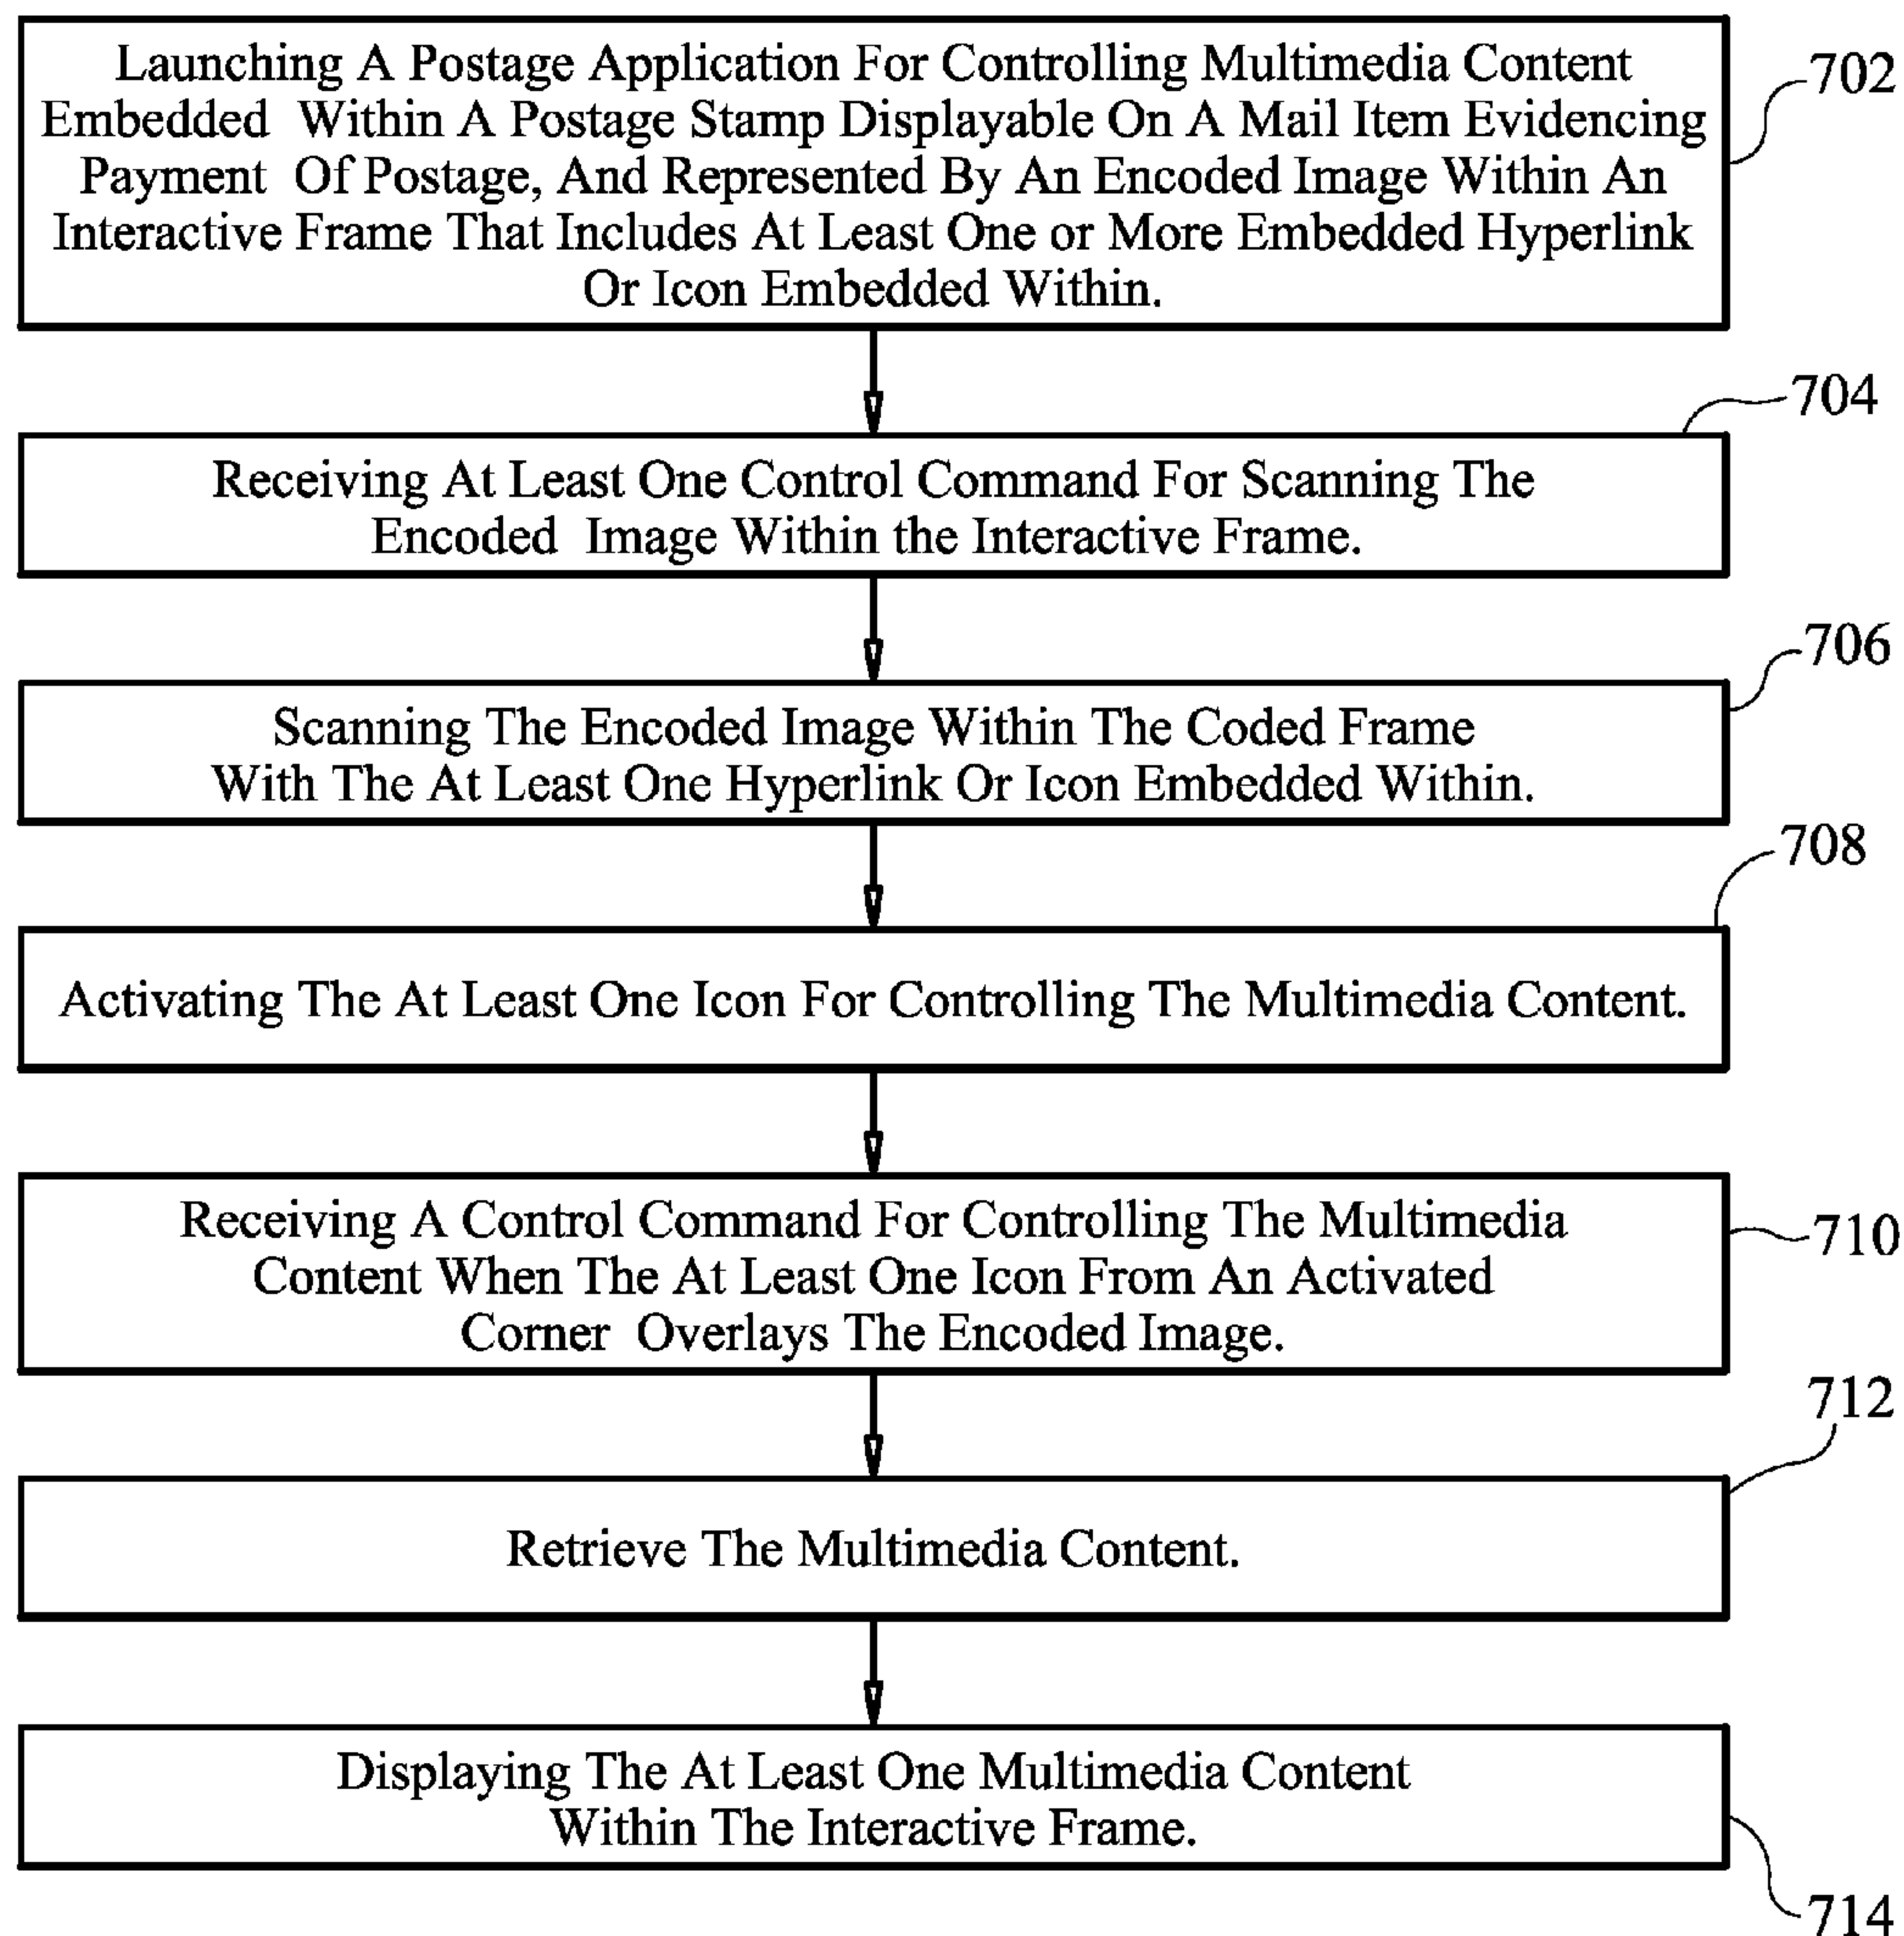 Launching A Postage Application For Controlling Multimedia Content
Embedded Within A Postage Stamp Displayable On A Mail Item Evidencing
Payment Of Postage, And Represented By An Encoded Image Within An
Interactive Frame That Includes At Least One or More Embedded Hyperlink
Or Icon Embedded Within.
702
704
Receiving At Least One Control Command For Scanning The
Encoded Image Within the Interactive Frame.
706
Scanning The Encoded Image Within The Coded Frame
With The At Least One Hyperlink Or Icon Embedded Within.
708
Activating The At Least One Icon For Controlling The Multimedia Content.
Receiving A Control Command For Controlling The Multimedia
Content When The At Least One Icon From An Activated
Corner Overlays The Encoded Image.
710
712
Retrieve The Multimedia Content.
Displaying The At Least One Multimedia Content
Within The Interactive Frame.
714